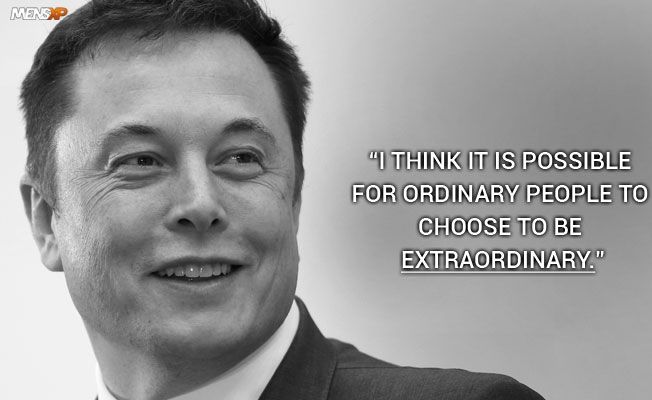 MENSXP
“I THINK IT IS POSSIBLE
FOR ORDINARY PEOPLE TO
CHOOSE TO BE
EXTRAORDINARY.”